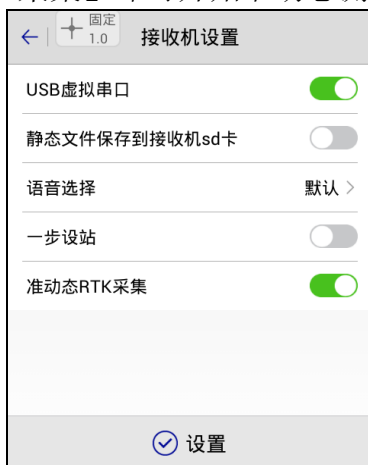 固定
1.0
接收机设置
USB虚拟串口
静态文件保存到接收机sd卡
语音选择 默认
一步设站
准动态RTK采集
设置